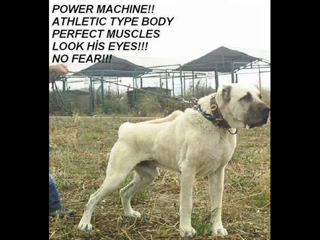 POWER MACHINE!!
ATHLETIC TYPE BODY
PERFECT MUSCLES
LOOK HİS EYES!!!
NO FEAR!!!